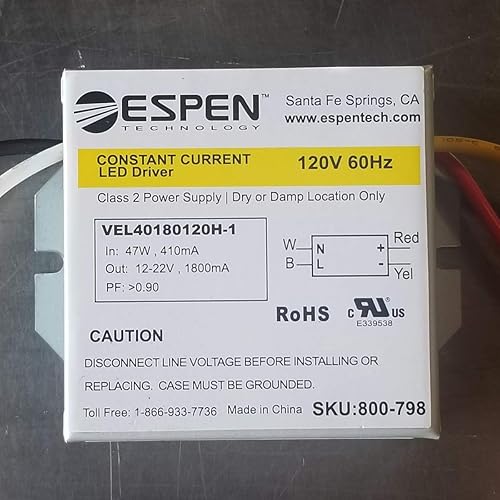 ESPEN™
TECHNOLOGY
Santa Fe Springs, CA
www.espentech.com
CONSTANT CURRENT
LED Driver
120V 60Hz
Class 2 Power Supply | Dry or Damp Location Only
VEL40180120H-1
In: 47W , 410mA
Out: 12-22V , 1800mA
PF: >0.90
W N + Red
B L - Yel
RoHS
c RU US
E339538
CAUTION
DISCONNECT LINE VOLTAGE BEFORE INSTALLING OR
REPLACING. CASE MUST BE GROUNDED.
Toll Free: 1-866-933-7736 Made in China SKU:800-798